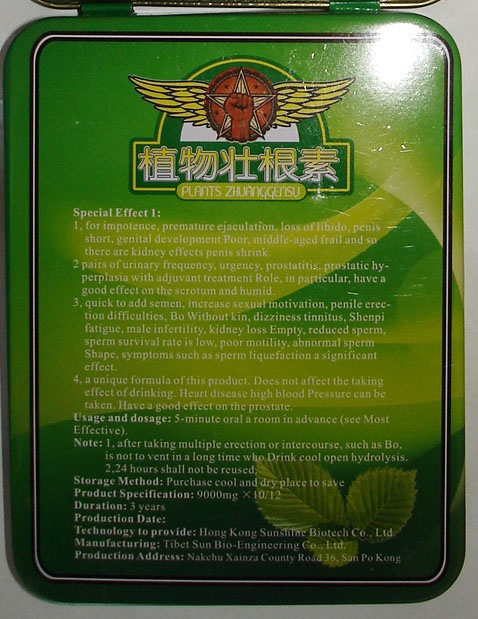 植物壮根素
PLANTS ZHUANGGENSU
Special Effect 1:
1, for impotence, premature ejaculation, loss of libido, penis
short, genital development Poor, middle-aged frail and so
there are kidney effects penis shrink.
2 pairs of urinary frequency, urgency, prostatitis, prostatic hy-
perplasia with adjuvant treatment Role, in particular, have a
good effect on the scrotum and humid.
3, quick to add semen, increase sexual motivation, penile erec-
tion difficulties, Bo Without kin, dizziness tinnitus, Shenpi
fatigue, male infertility, kidney loss Empty, reduced sperm,
sperm survival rate is low, poor motility, abnormal sperm
Shape, symptoms such as sperm liquefaction a significant
effect.
4, a unique formula of this product. Does not affect the taking
effect of drinking. Heart disease high blood Pressure can be
taken. Have a good effect on the prostate.
Usage and dosage: 5-minute oral a room in advance (see Most
Effective).
Note: 1, after taking multiple erection or intercourse, such as Bo,
is not to vent in a long time who Drink cool open hydrolysis.
2,24 hours shall not be reused.
Storage Method: Purchase cool and dry place to save
Product Specification: 9000mg ×10/12
Duration: 3 years
Production Date:
Technology to provide: Hong Kong Sunshine Biotech Co., Ltd
Manufacturing: Tibet Sun Bio-Engineering Co., Ltd.
Production Address: Nakchu Xainza County Road 36, San Po Kong